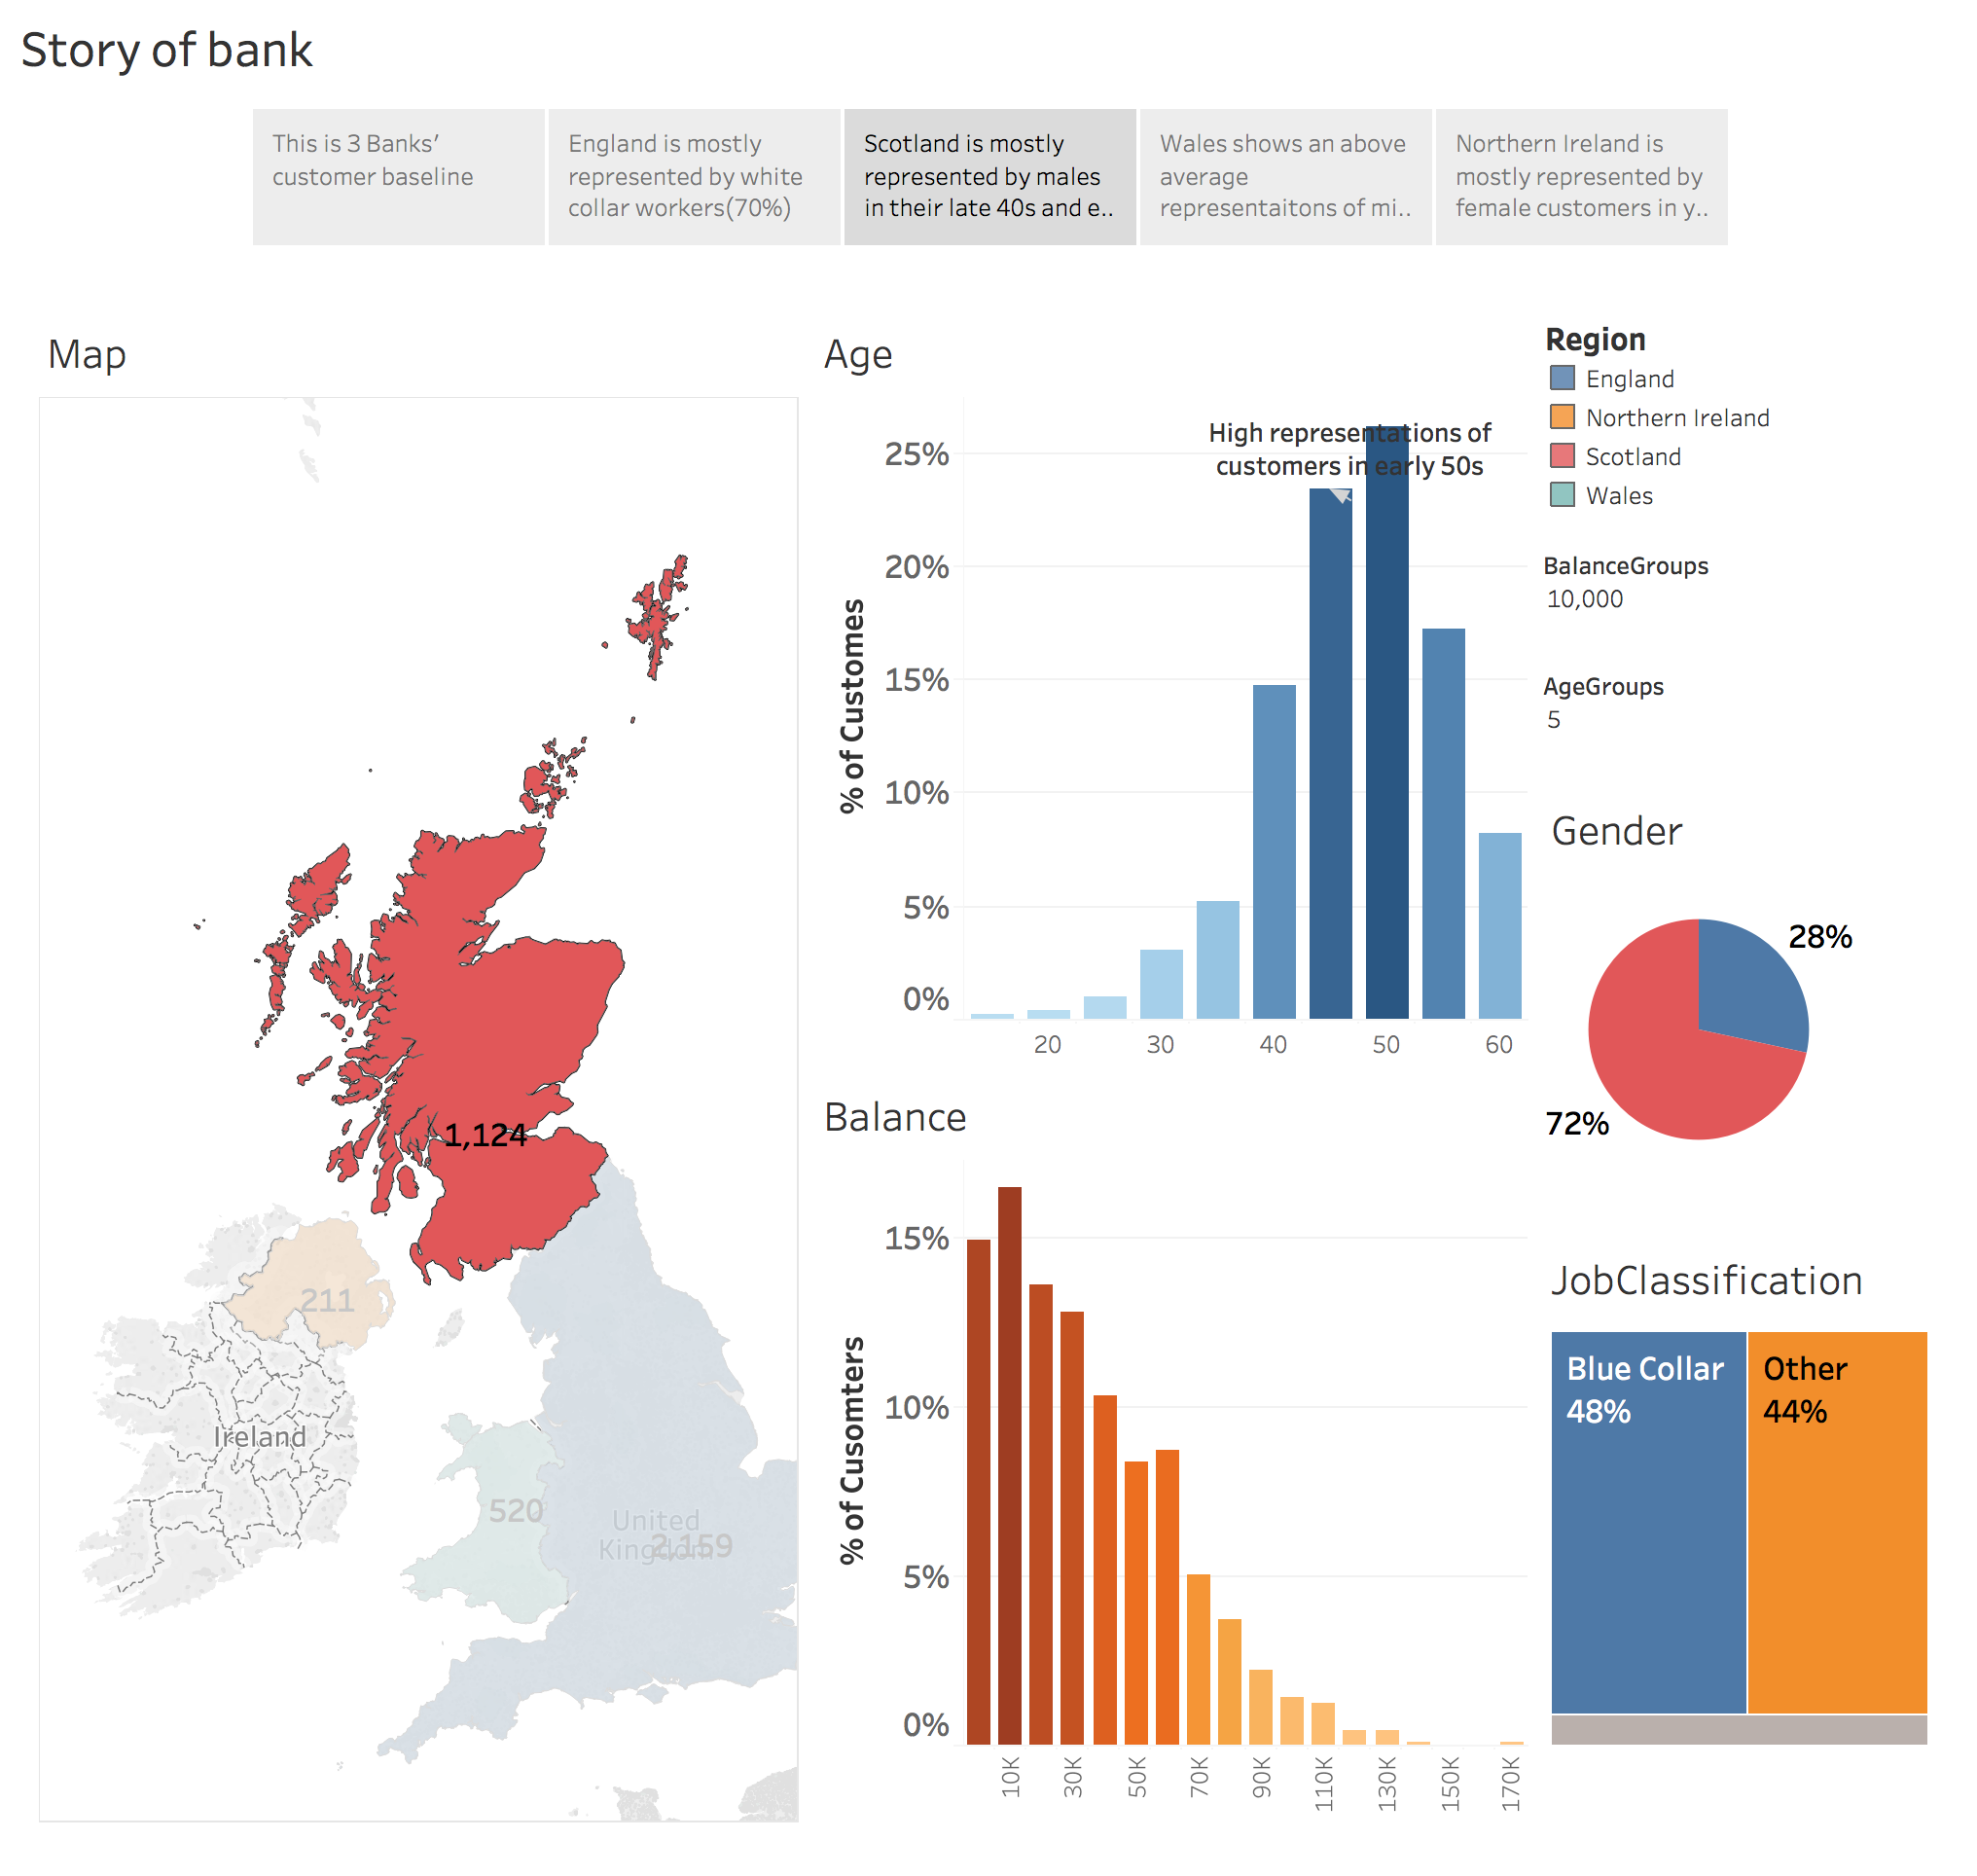 Story of bank
This is 3 Banks’
customer baseline
England is mostly
represented by white
collar workers(70%)
Scotland is mostly
represented by males
in their late 40s and e..
Wales shows an above
average
representaitons of mi..
Northern Ireland is
mostly represented by
female customers in y..
Map
1,124
211
Ireland
520
United
Kingdom
2,159
Age
High representations of
customers in early 50s
% of Customes
25%
20%
15%
10%
5%
0%
20
30
40
50
60
Balance
% of Cusomters
15%
10%
5%
0%
10K
30K
50K
70K
90K
110K
130K
150K
170K
Region
England
Northern Ireland
Scotland
Wales
BalanceGroups
10,000
AgeGroups
5
Gender
28%
72%
JobClassification
Blue Collar
48%
Other
44%